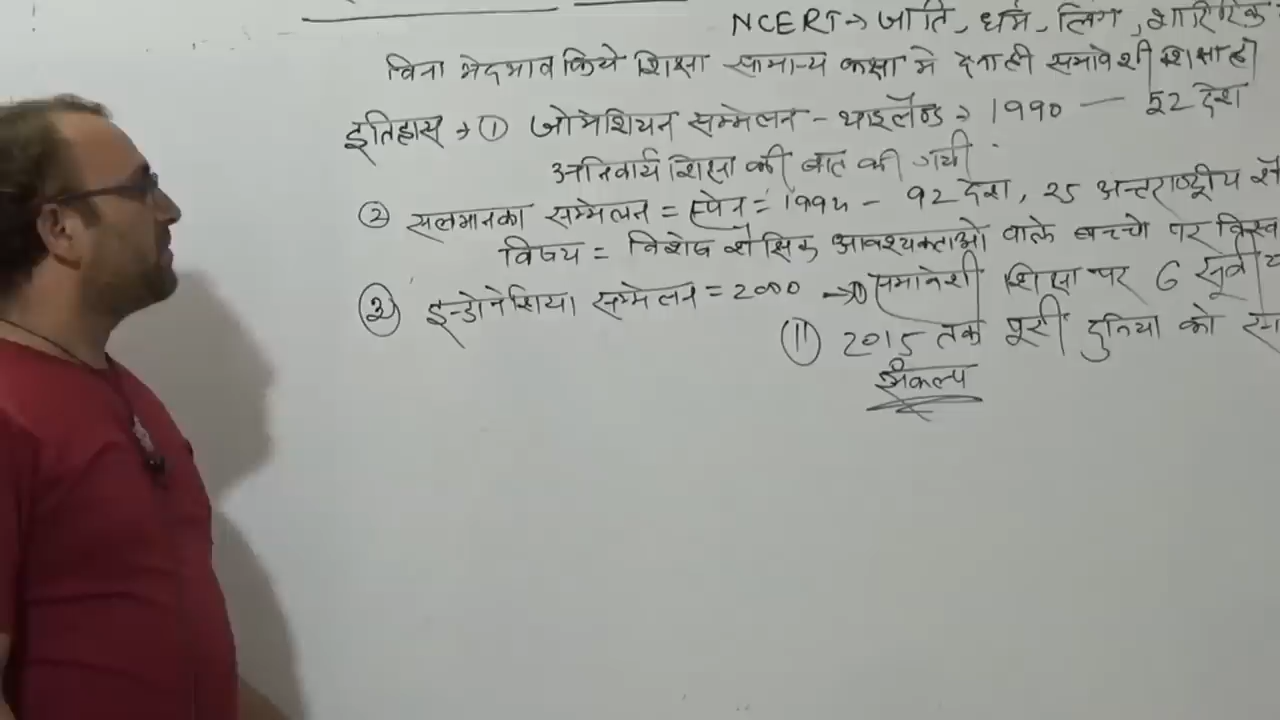 NCERT → जाति, धर्म, लिंग, शारिरिक
बिना भेदभाव किये शिक्षा सामान्य कक्षा मे देना ही समावेशी शिक्षा है
इतिहास → ① जोमेशियन सम्मेलन - थाइलैण्ड → 1990 — 52 देश
अनिवार्य शिक्षा की बात की गयी
② सलमानका सम्मेलन = स्पेन = 1994 - 92 देश, 25 अन्तराष्ट्रीय
विषय = विशेष शैक्षिक आवश्यकताओ वाले बच्चो पर
③ इन्डोनेशिया सम्मेलन = 2000 → ① समावेशी शिक्षा पर 6 सूत्री
⑪ 2015 तक पूरी दुनिया को
संकल्प